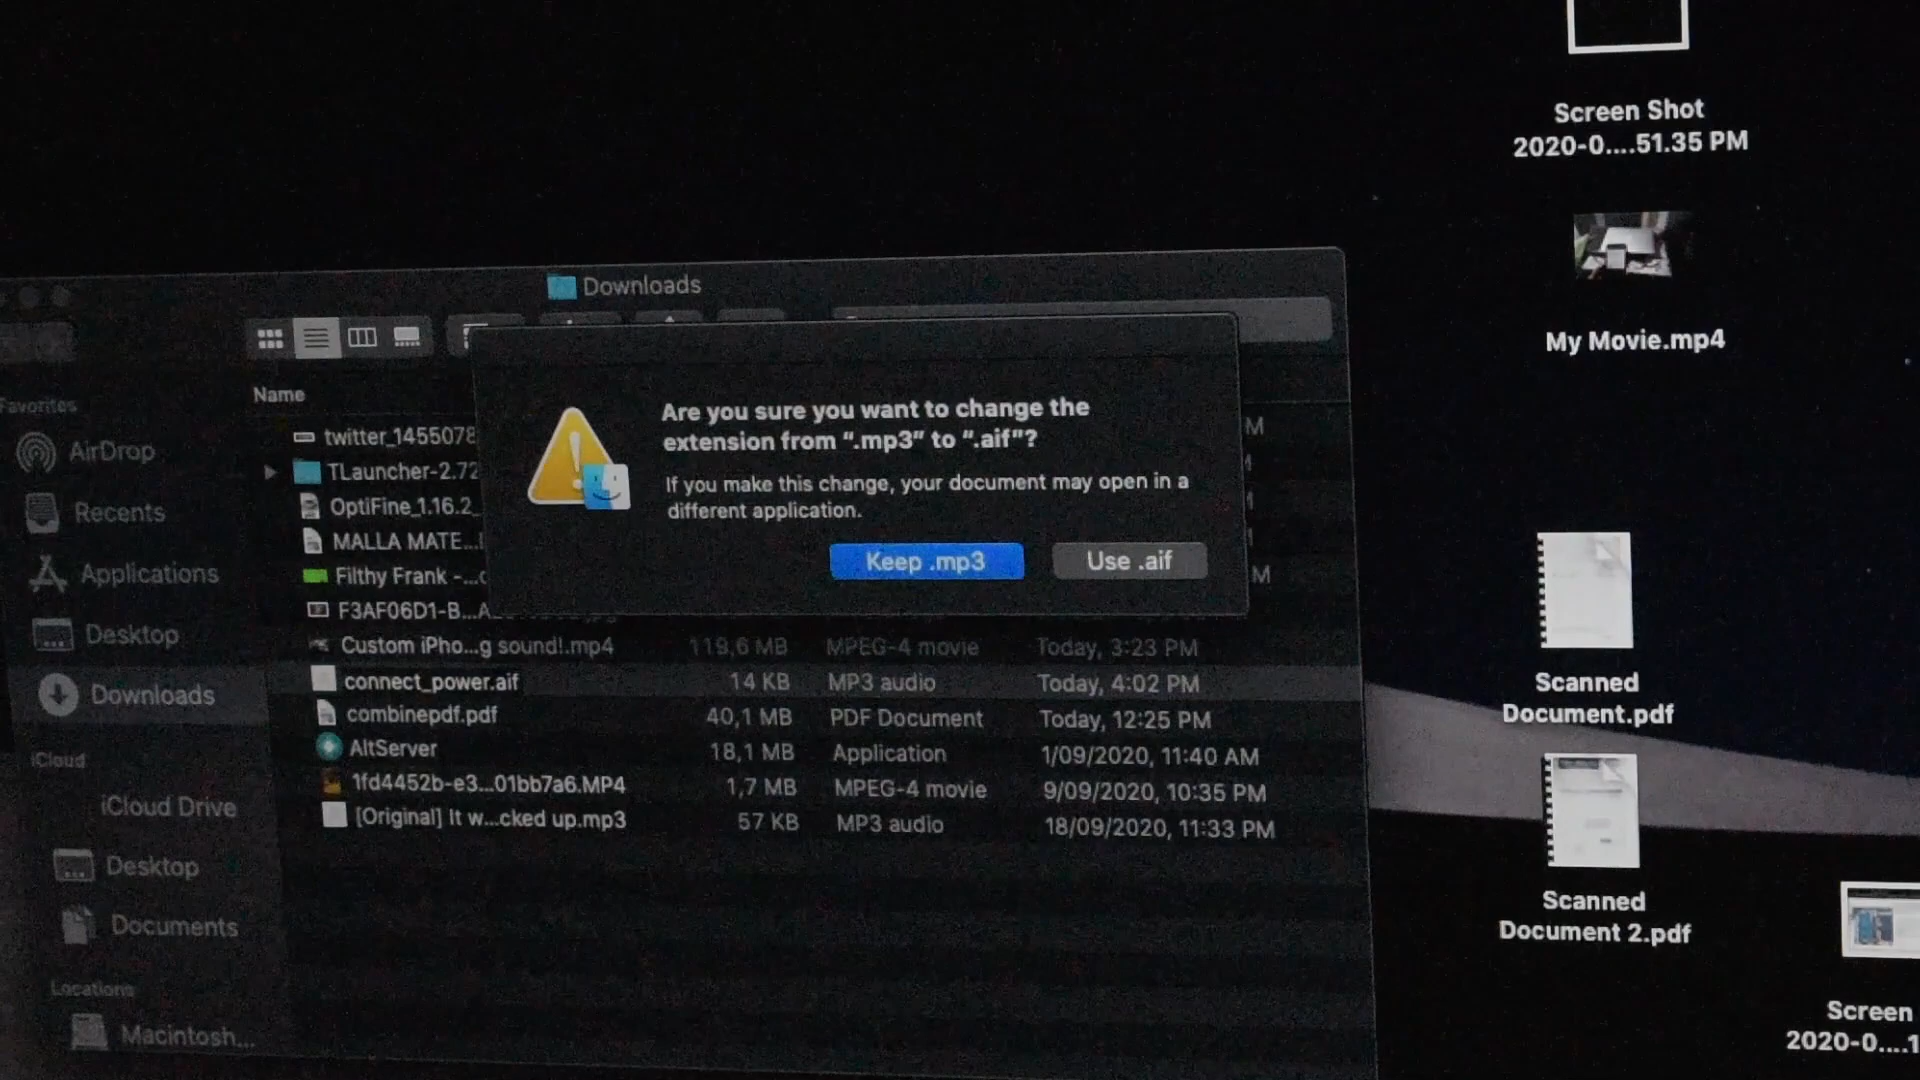 Screen Shot
2020-0....51.35 PM
My Movie.mp4
Downloads
Name
Favorites
AirDrop
Recents
Applications
Desktop
Downloads
iCloud
iCloud Drive
Desktop
Documents
Locations
Macintosh...
Are you sure you want to change the
extension from “.mp3” to “.aif”?
If you make this change, your document may open in a
different application.
Keep .mp3
Use .aif
twitter_1455078
TLauncher-2.72
OptiFine_1.16.2_
MALLA MATE...
Filthy Frank -...
F3AF06D1-B...A
Custom iPho...g sound!.mp4 119,6 MB MPEG-4 movie Today, 3:23 PM
connect_power.aif 14 KB MP3 audio Today, 4:02 PM
combinepdf.pdf 40,1 MB PDF Document Today, 12:25 PM
AltServer 18,1 MB Application 1/09/2020, 11:40 AM
1fd4452b-e3...01bb7a6.MP4 1,7 MB MPEG-4 movie 9/09/2020, 10:35 PM
[Original] It w...cked up.mp3 57 KB MP3 audio 18/09/2020, 11:33 PM
Scanned
Document.pdf
Scanned
Document 2.pdf
Screen
2020-0....1